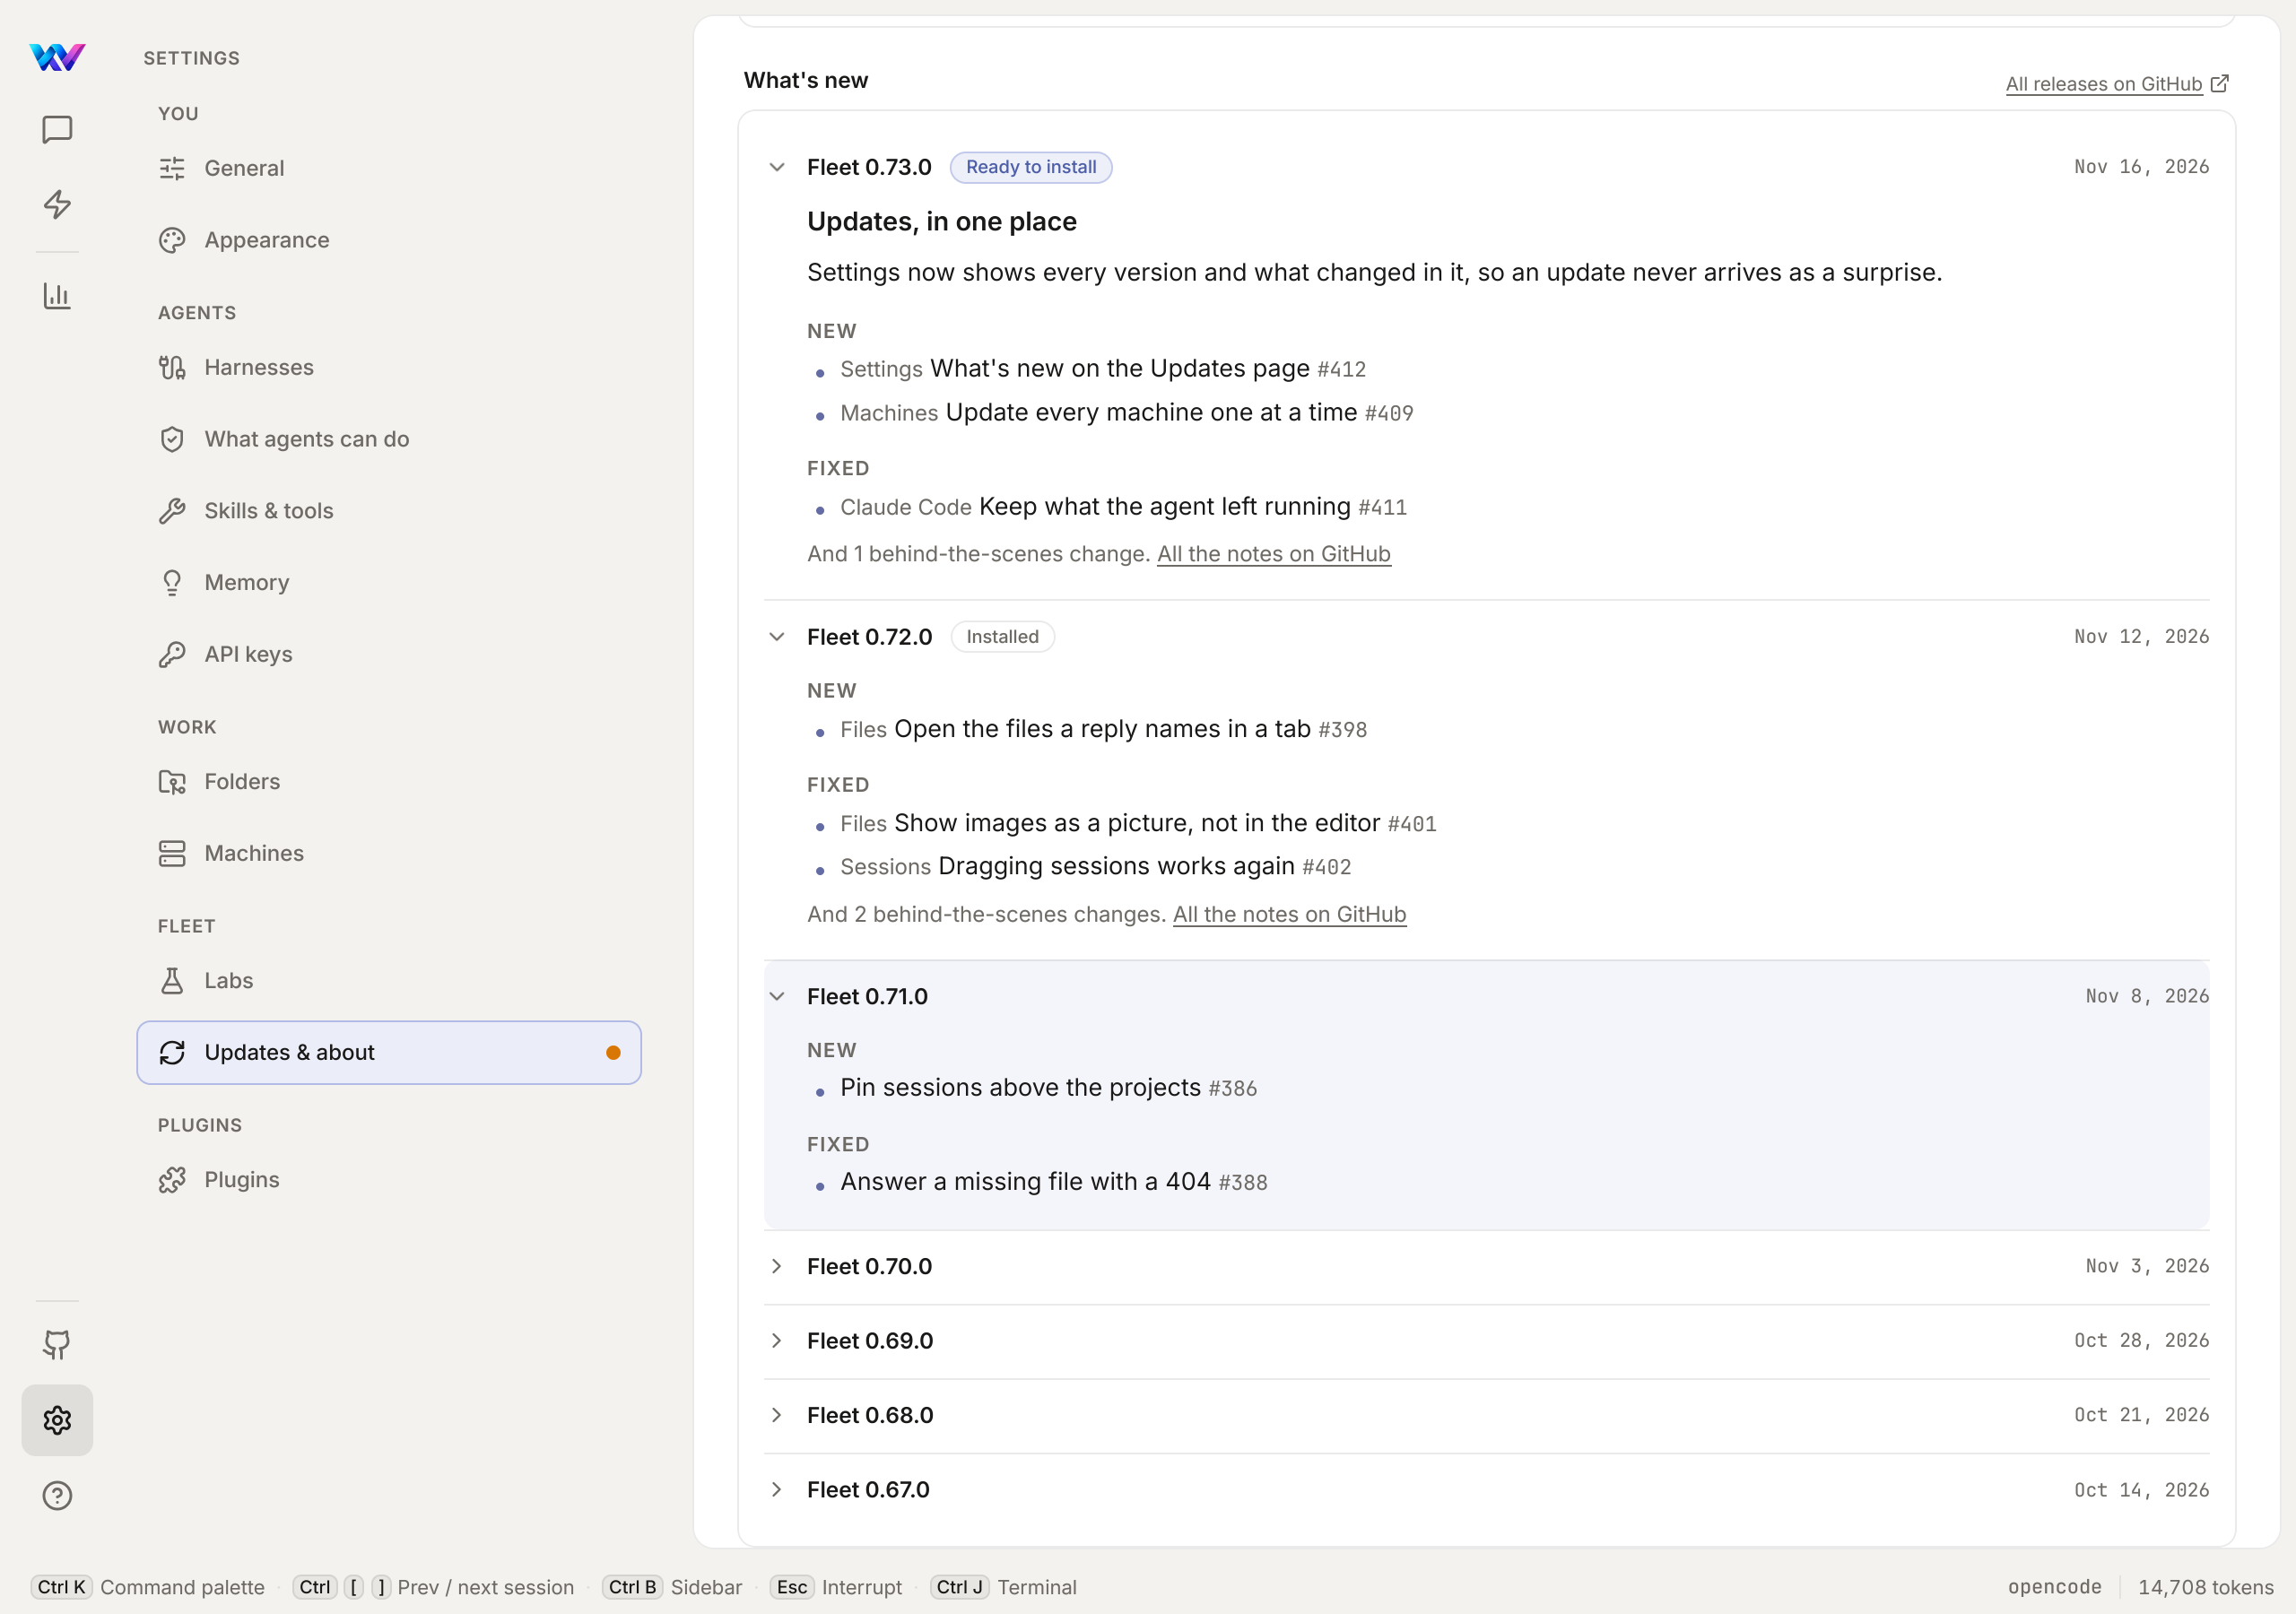 SETTINGS
YOU
General
Appearance
AGENTS
Harnesses
What agents can do
Skills & tools
Memory
API keys
WORK
Folders
Machines
FLEET
Labs
Updates & about
PLUGINS
Plugins
What's new
All releases on GitHub
Fleet 0.73.0 Ready to install Nov 16, 2026
Updates, in one place
Settings now shows every version and what changed in it, so an update never arrives as a surprise.
NEW
Settings What's new on the Updates page #412
Machines Update every machine one at a time #409
FIXED
Claude Code Keep what the agent left running #411
And 1 behind-the-scenes change. All the notes on GitHub
Fleet 0.72.0 Installed Nov 12, 2026
NEW
Files Open the files a reply names in a tab #398
FIXED
Files Show images as a picture, not in the editor #401
Sessions Dragging sessions works again #402
And 2 behind-the-scenes changes. All the notes on GitHub
Fleet 0.71.0 Nov 8, 2026
NEW
Pin sessions above the projects #386
FIXED
Answer a missing file with a 404 #388
Fleet 0.70.0 Nov 3, 2026
Fleet 0.69.0 Oct 28, 2026
Fleet 0.68.0 Oct 21, 2026
Fleet 0.67.0 Oct 14, 2026
Ctrl K Command palette · Ctrl [ ] Prev / next session · Ctrl B Sidebar · Esc Interrupt · Ctrl J Terminal opencode 14,708 tokens